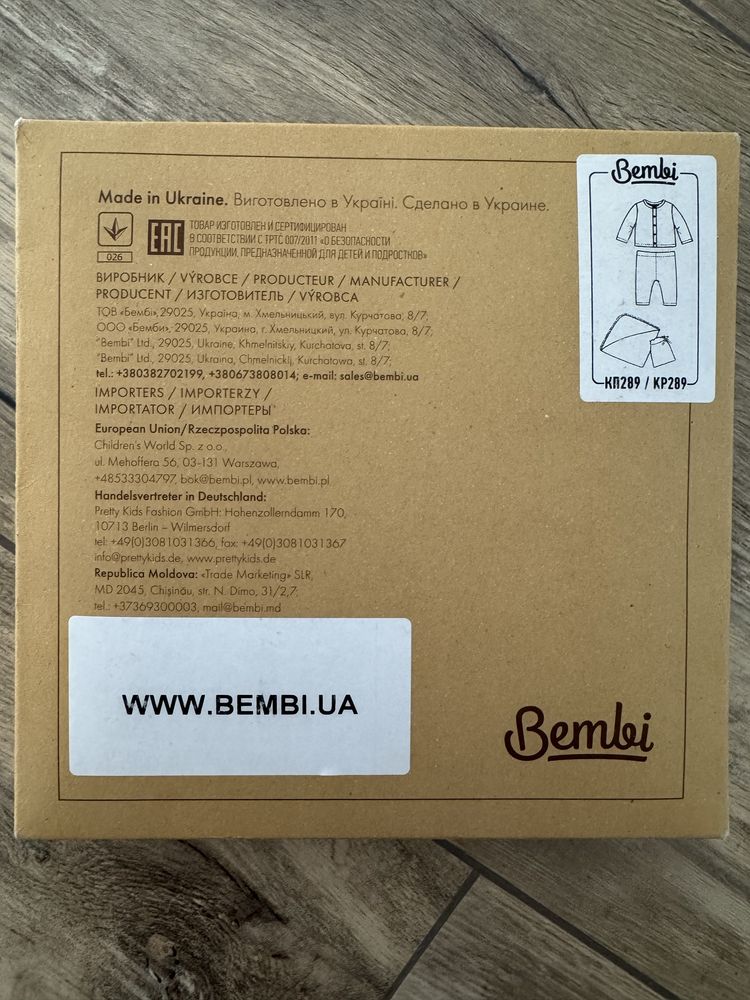 Made in Ukraine. Виготовлено в Україні. Сделано в Украине.
026
EAC
ТОВАР ИЗГОТОВЛЕН И СЕРТИФИЦИРОВАН
В СООТВЕТСТВИИ С ТРТС 007/2011 «О БЕЗОПАСНОСТИ
ПРОДУКЦИИ, ПРЕДНАЗНАЧЕННОЙ ДЛЯ ДЕТЕЙ И ПОДРОСТКОВ»
ВИРОБНИК / VÝROBCE / PRODUCTEUR / MANUFACTURER /
PRODUCENT / ИЗГОТОВИТЕЛЬ / VÝROBCA
ТОВ «Бембі», 29025, Україна, м. Хмельницький, вул. Курчатова, 8/7;
ООО «Бемби», 29025, Украина, г. Хмельницкий, ул. Курчатова, 8/7;
"Bembi" Ltd., 29025, Ukraine, Khmelnitskiy, Kurchatova, st. 8/7;
"Bembi" Ltd., 29025, Ukraina, Chmelnickij, Kurchatowa, st. 8/7;
tel.: +380382702199, +380673808014; e-mail: sales@bembi.ua
IMPORTERS / IMPORTERZY /
IMPORTATOR / ИМПОРТЕРЫ
European Union/Rzeczpospolita Polska:
Children's World Sp. z o.o.,
ul. Mehoffera 56, 03-131 Warszawa,
+48533304797, bok@bembi.pl, www.bembi.pl
Handelsvertreter in Deutschland:
Pretty Kids Fashion GmbH: Hohenzollerndamm 170,
10713 Berlin – Wilmersdorf
tel: +49(0)3081031366, fax: +49(0)3081031367
info@prettykids.de, www.prettykids.de
Republica Moldova: «Trade Marketing» SLR,
MD 2045, Chișinău, str. N. Dimo, 31/2,7;
tel.: +37369300003, mail@bembi.md
WWW.BEMBI.UA
Bembi
Bembi
КП289 / KP289